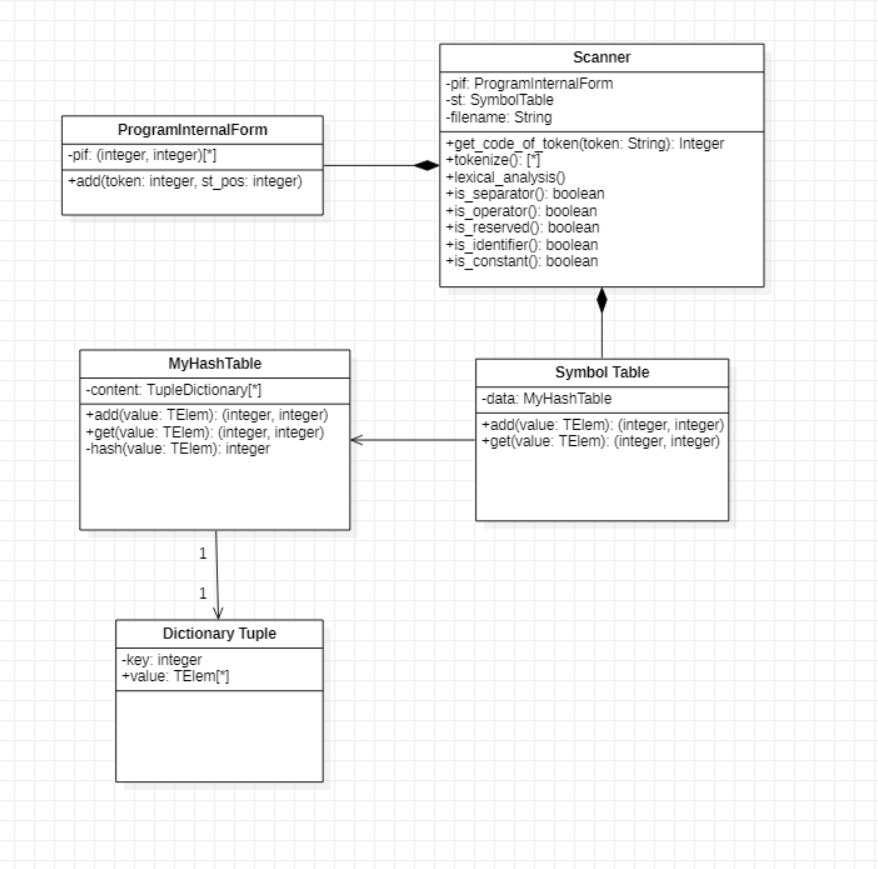 Scanner
-pif: ProgramInternalForm
-st: SymbolTable
-filename: String
+get_code_of_token(token: String): Integer
+tokenize(): [*]
+lexical_analysis()
+is_separator(): boolean
+is_operator(): boolean
+is_reserved(): boolean
+is_identifier(): boolean
+is_constant(): boolean
ProgramInternalForm
-pif: (integer, integer)[*]
+add(token: integer, st_pos: integer)
MyHashTable
-content: TupleDictionary[*]
+add(value: TElem): (integer, integer)
+get(value: TElem): (integer, integer)
-hash(value: TElem): integer
Symbol Table
-data: MyHashTable
+add(value: TElem): (integer, integer)
+get(value: TElem): (integer, integer)
1
1
Dictionary Tuple
-key: integer
+value: TElem[*]